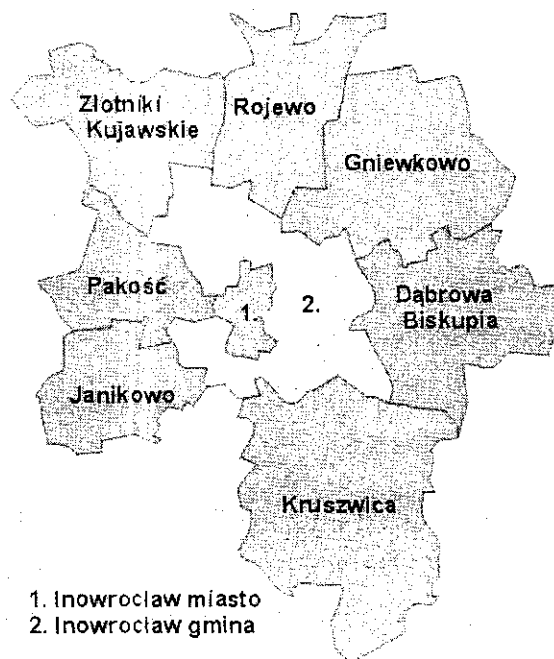 Złotniki
Kujawskie
Rojewo
Gniewkowo
Pakość
1.
2.
Dąbrowa
Biskupia
Janikowo
Kruszwica
1. Inowrocław miasto
2. Inowrocław gmina